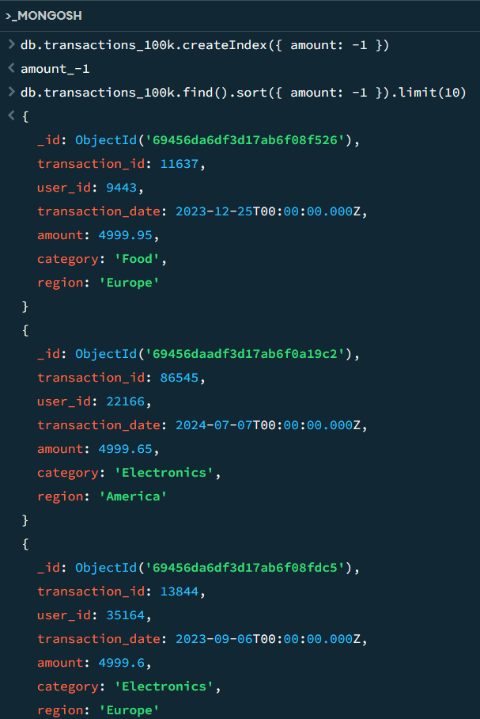 >_MONGOSH
> db.transactions_100k.createIndex({ amount: -1 })
< amount_-1
> db.transactions_100k.find().sort({ amount: -1 }).limit(10)
< {
_id: ObjectId('69456da6df3d17ab6f08f526'),
transaction_id: 11637,
user_id: 9443,
transaction_date: 2023-12-25T00:00:00.000Z,
amount: 4999.95,
category: 'Food',
region: 'Europe'
}
{
_id: ObjectId('69456daadf3d17ab6f0a19c2'),
transaction_id: 86545,
user_id: 22166,
transaction_date: 2024-07-07T00:00:00.000Z,
amount: 4999.65,
category: 'Electronics',
region: 'America'
}
{
_id: ObjectId('69456da6df3d17ab6f08fdc5'),
transaction_id: 13844,
user_id: 35164,
transaction_date: 2023-09-06T00:00:00.000Z,
amount: 4999.6,
category: 'Electronics',
region: 'Europe'